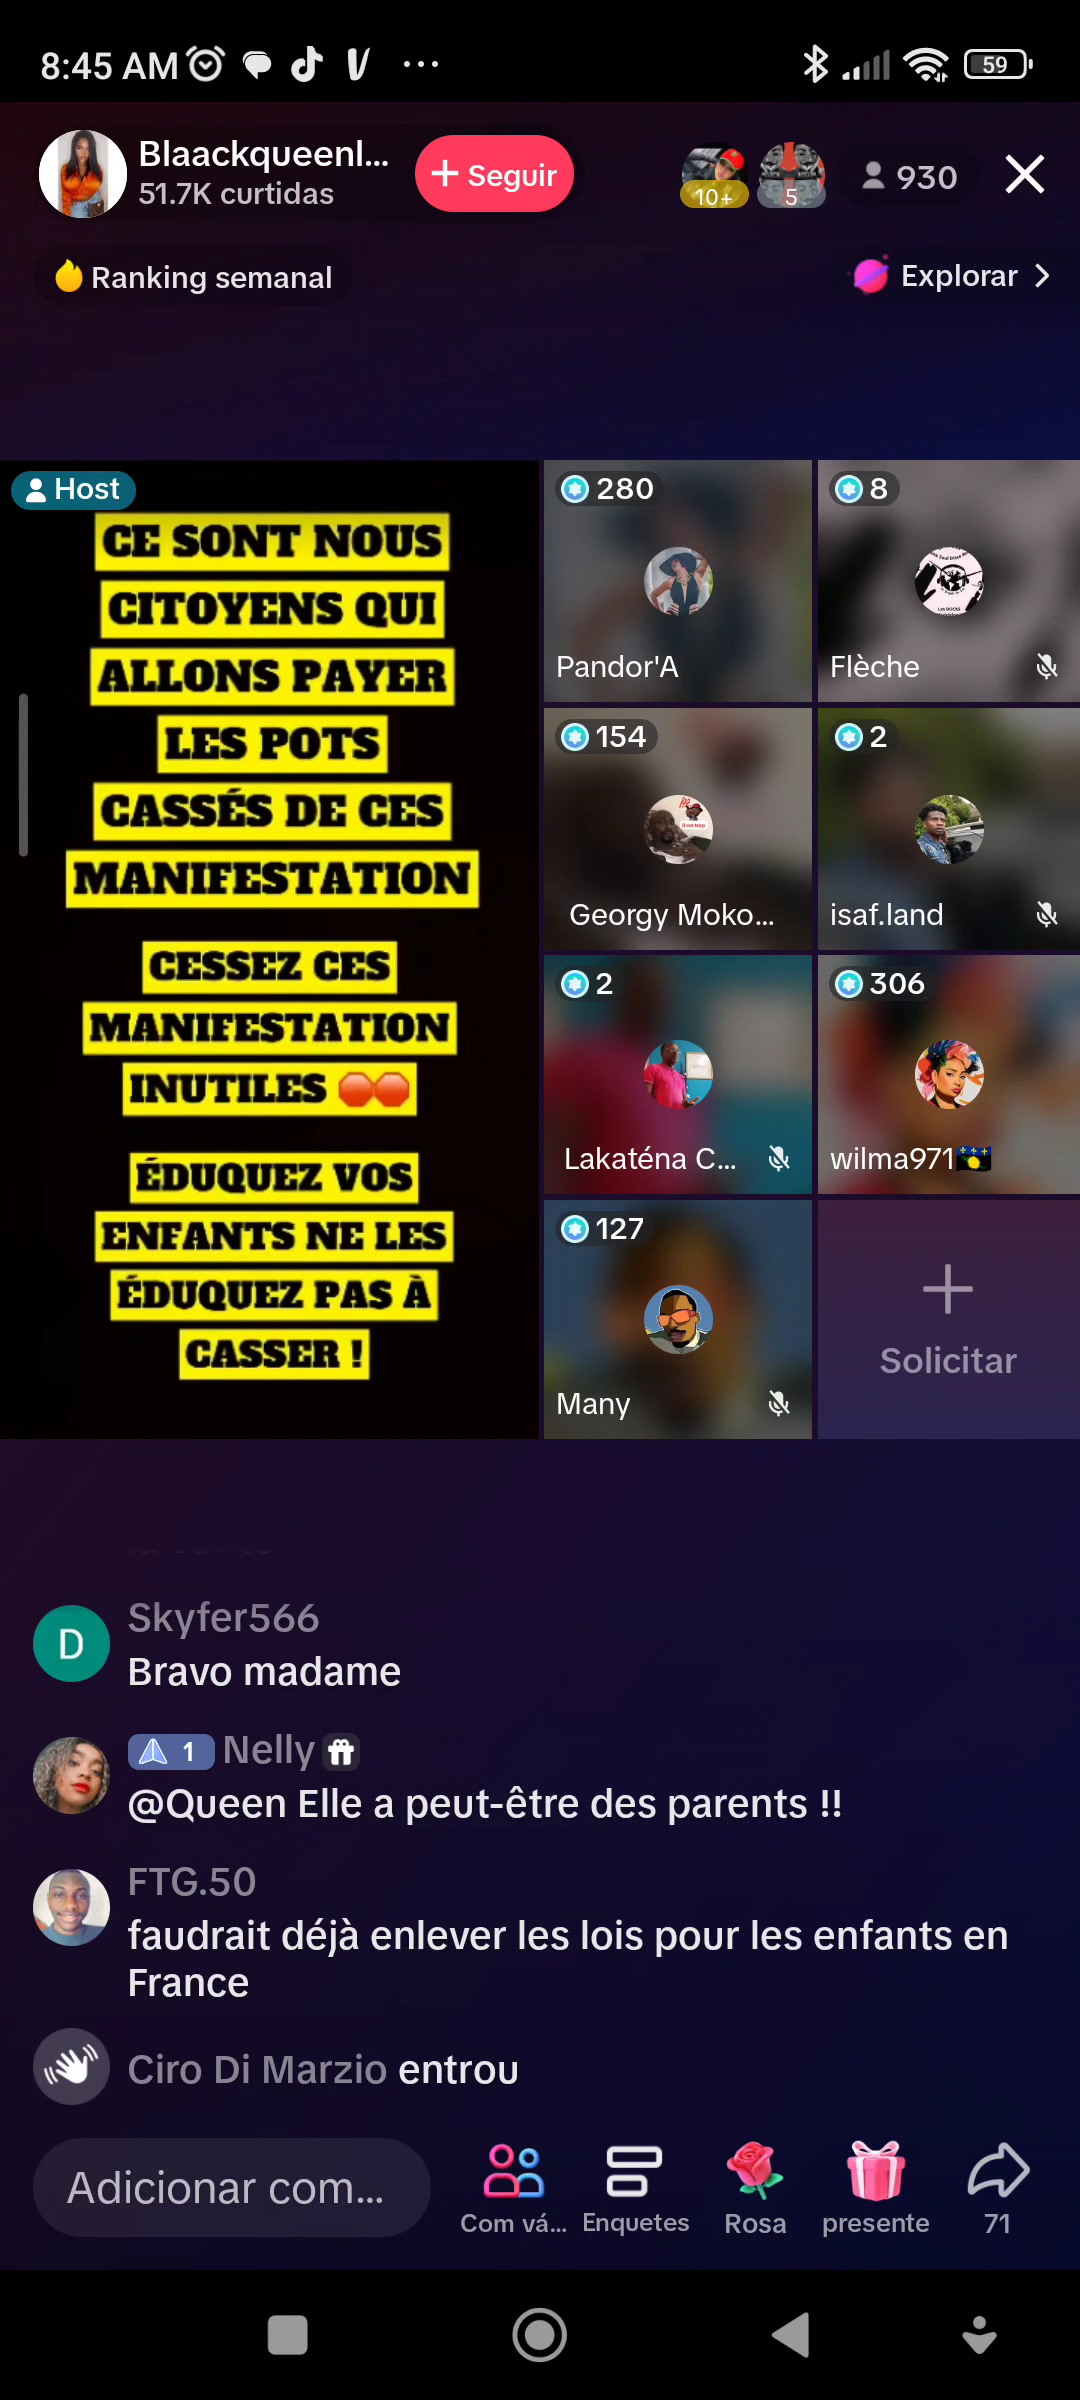 8:45 AM
59
Blaackqueenl...
51.7K curtidas
+ Seguir
10+
5
930
Ranking semanal
Explorar
Host
CE SONT NOUS
CITOYENS QUI
ALLONS PAYER
LES POTS
CASSÉS DE CES
MANIFESTATION
CESSEZ CES
MANIFESTATION
INUTILES 🛑🛑
ÉDUQUEZ VOS
ENFANTS NE LES
ÉDUQUEZ PAS À
CASSER !
280
Pandor'A
8
Flèche
154
Georgy Moko...
2
isaf.land
2
Lakaténa C...
306
wilma971🇬🇵
127
Many
Solicitar
Skyfer566
D
Bravo madame
1 Nelly
@Queen Elle a peut-être des parents !!
FTG.50
faudrait déjà enlever les lois pour les enfants en
France
Ciro Di Marzio entrou
Adicionar com...
Com vá...
Enquetes
Rosa
presente
71